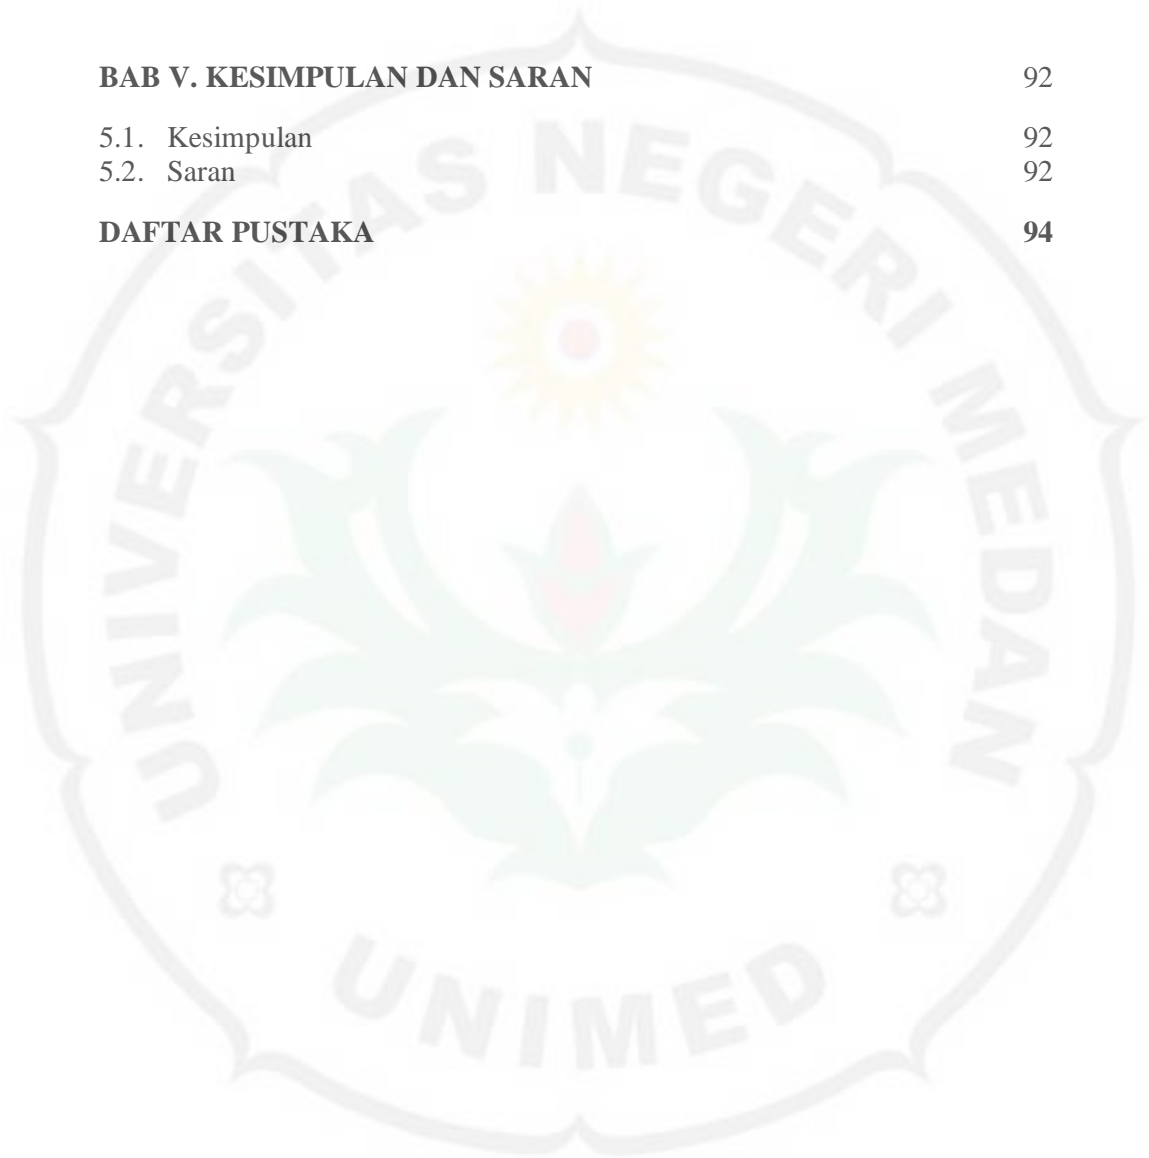 BAB V. KESIMPULAN DAN SARAN 92
5.1. Kesimpulan 92
5.2. Saran 92
DAFTAR PUSTAKA 94
UNIVERSITAS NEGERI MEDAN
UNIMED